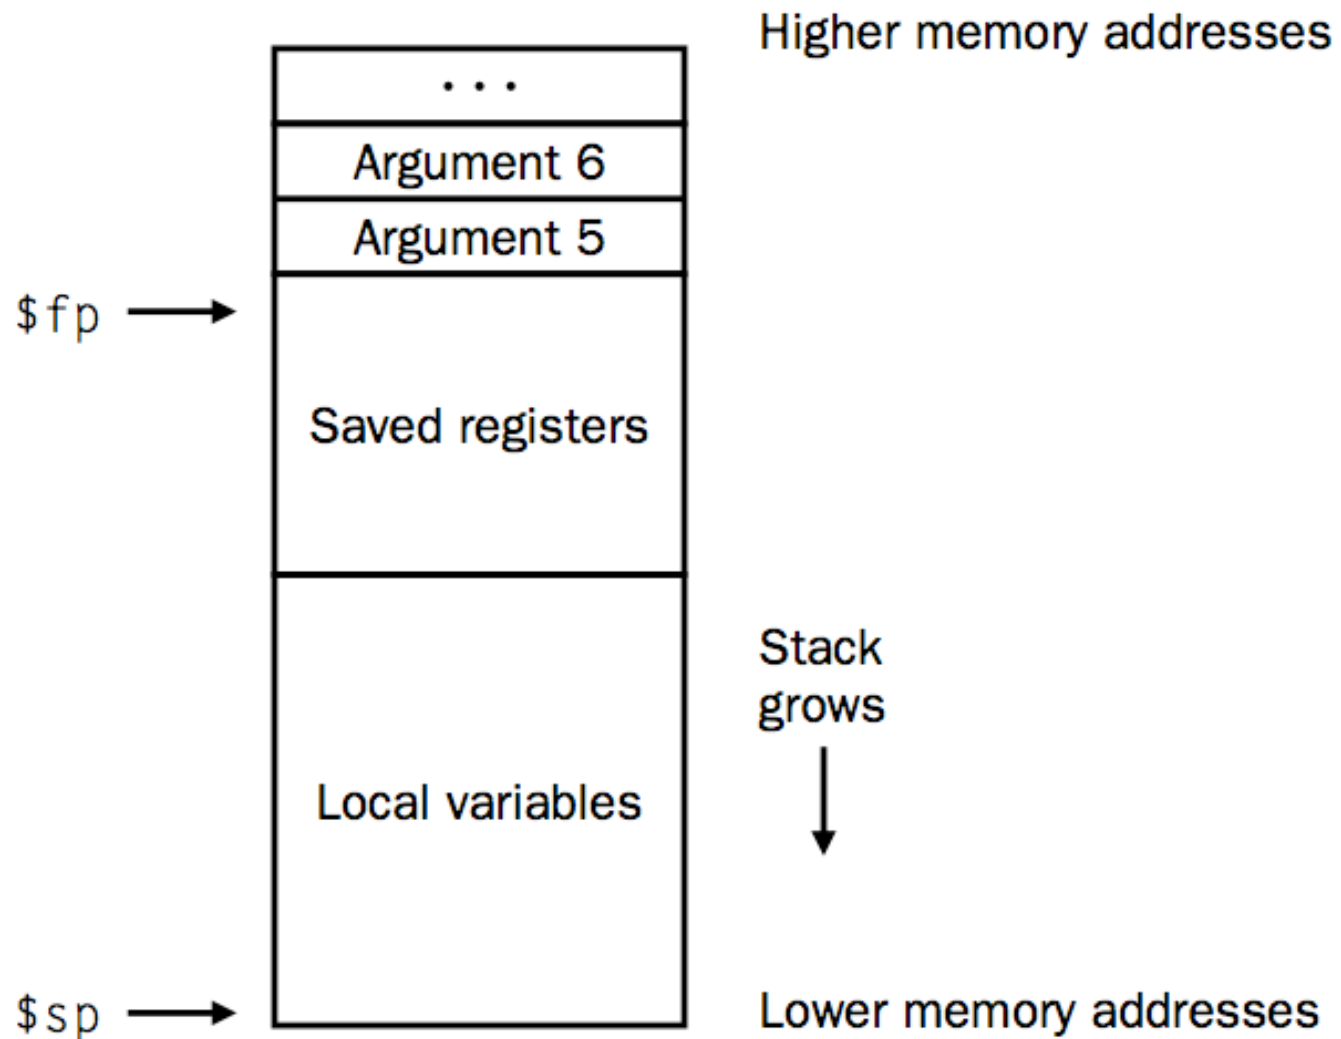 Higher memory addresses
. . .
Argument 6
Argument 5
$fp
Saved registers
Stack
grows
Local variables
$sp
Lower memory addresses